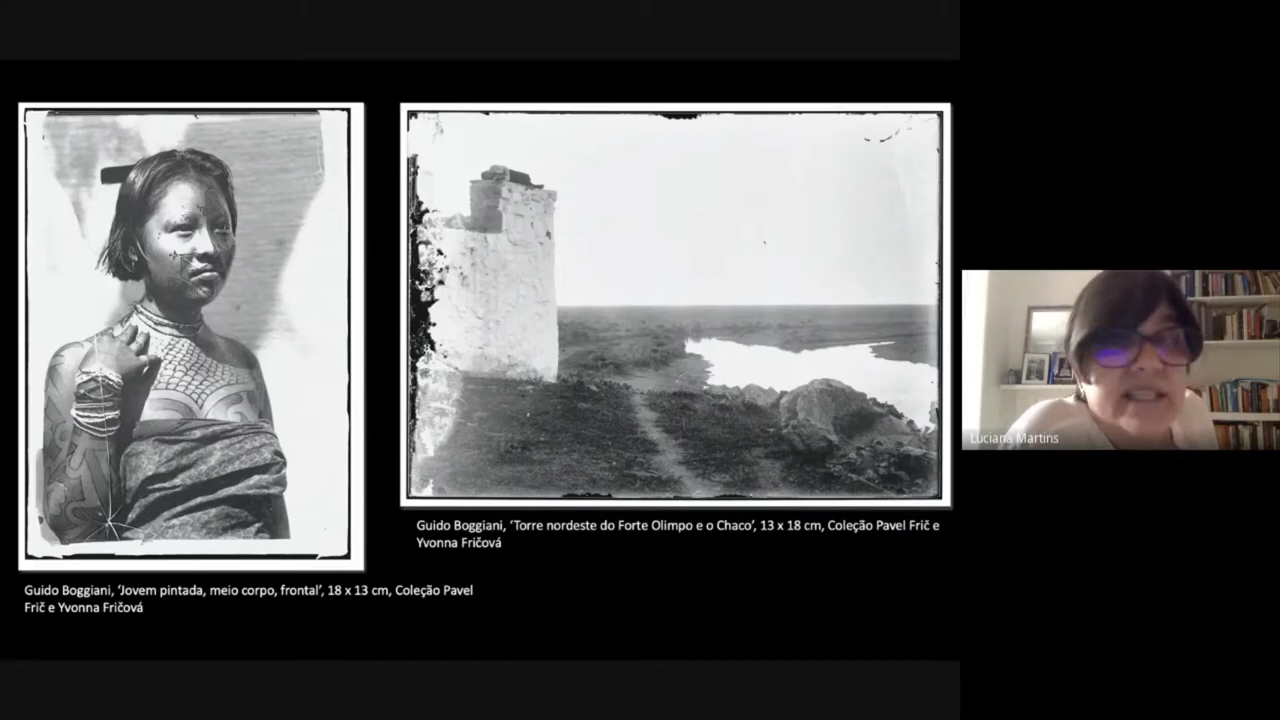 Guido Boggiani, ‘Torre nordeste do Forte Olimpo e o Chaco’, 13 x 18 cm, Coleção Pavel Frič e
Yvonna Fričová
Guido Boggiani, ‘Jovem pintada, meio corpo, frontal’, 18 x 13 cm, Coleção Pavel
Frič e Yvonna Fričová
Luciana Martins